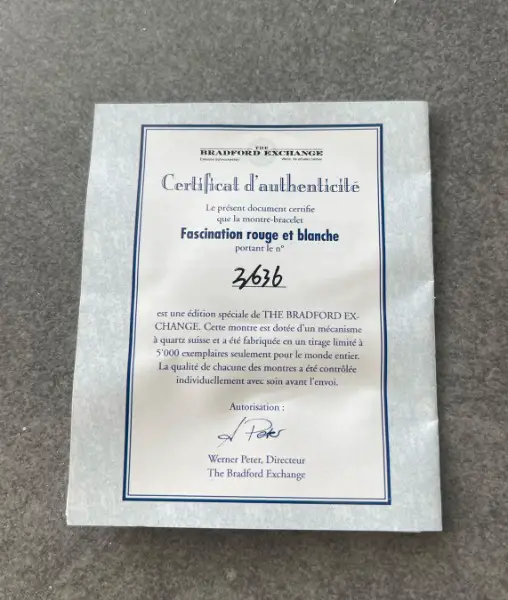 THE
BRADFORD EXCHANGE
Certificat d'authenticité
Le présent document certifie
que la montre-bracelet
Fascination rouge et blanche
portant le n°
3/636
est une édition spéciale de THE BRADFORD EX-
CHANGE. Cette montre est dotée d'un mécanisme
à quartz suisse et a été fabriquée en un tirage limité à
5'000 exemplaires seulement pour le monde entier.
La qualité de chacune des montres a été contrôlée
individuellement avec soin avant l'envoi.
Autorisation :
Werner Peter, Directeur
The Bradford Exchange